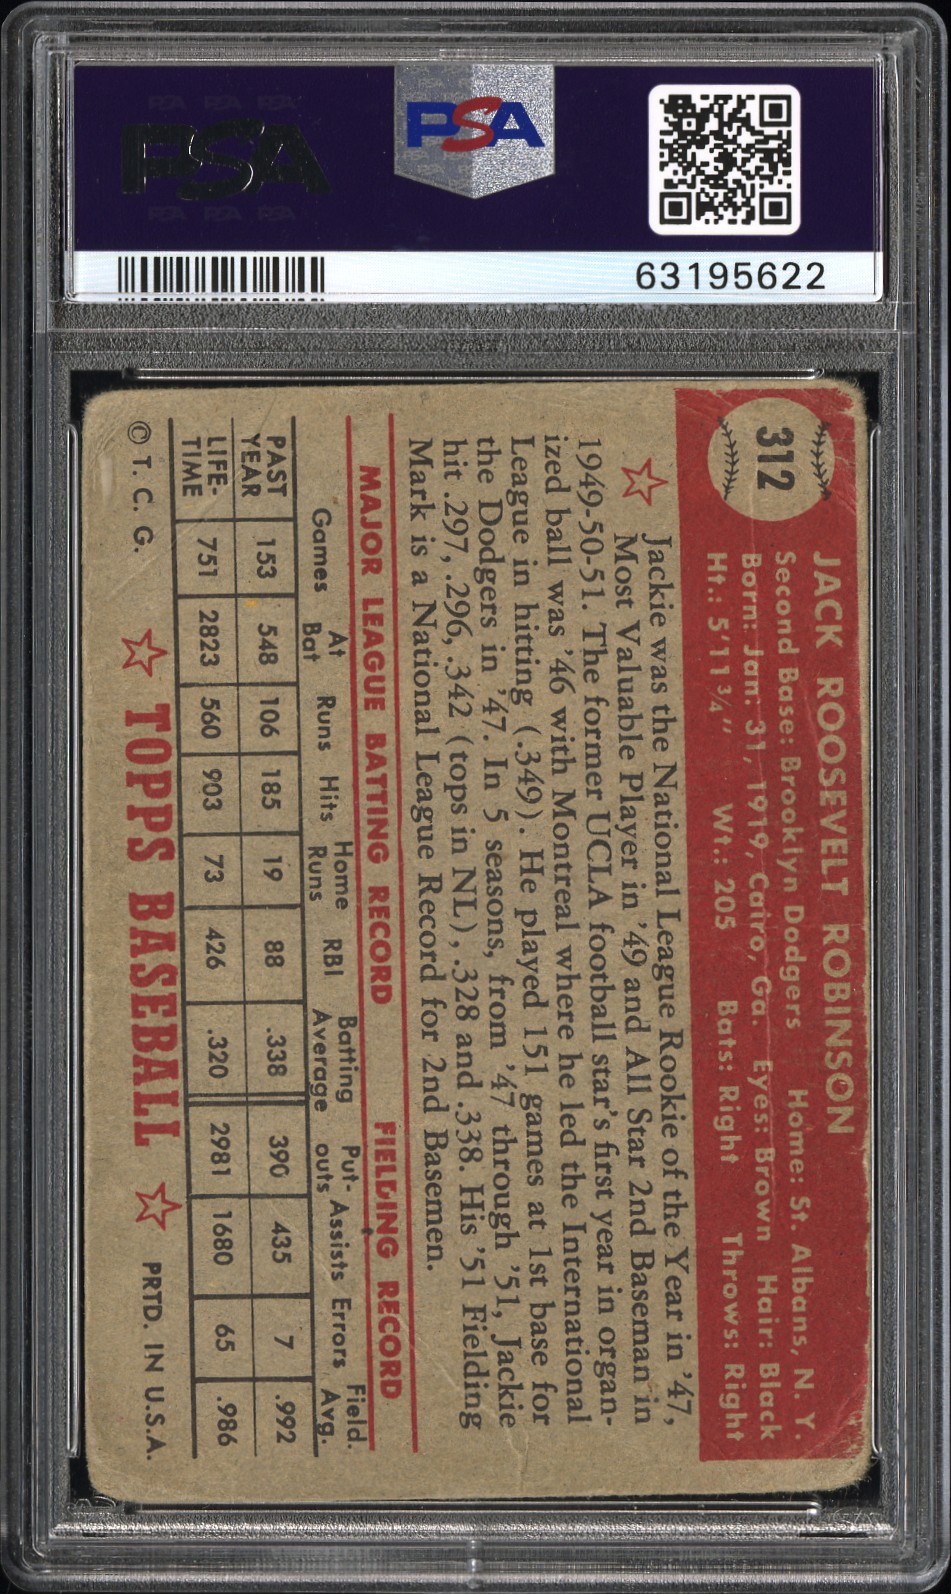 PSA PSA PSA
PSA
PSA PSA PSA
PSA
63195622
312
JACK ROOSEVELT ROBINSON
Second Base: Brooklyn Dodgers Home: St. Albans, N. Y.
Born: Jan: 31, 1919, Cairo, Ga. Eyes: Brown Hair: Black
Ht.: 5'11¾" Wt.: 205 Bats: Right Throws: Right
Jackie was the National League Rookie of the Year in '47,
Most Valuable Player in '49 and All Star 2nd Baseman in
1949-50-51. The former UCLA football star's first year in organ-
ized ball was '46 with Montreal where he led the International
League in hitting (.349). He played 151 games at 1st base for
the Dodgers in '47. In 5 seasons, from '47 through '51, Jackie
hit .297, .296, .342 (tops in NL), .328 and .338. His '51 Fielding
Mark is a National League Record for 2nd Basemen.
MAJOR LEAGUE BATTING RECORD FIELDING RECORD
Games At Bat Runs Hits Home Runs RBI Batting Average Put-outs Assists Errors Field. Avg.
PAST YEAR 153 548 106 185 19 88 .338 390 435 7 .992
LIFE-TIME 751 2823 560 903 73 426 .320 2981 1680 65 .986
© T. C. G. TOPPS BASEBALL PRTD. IN U.S.A.